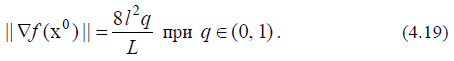 || ∇f(x⁰) || = 8l²q / L при q ∈ (0, 1) . (4.19)